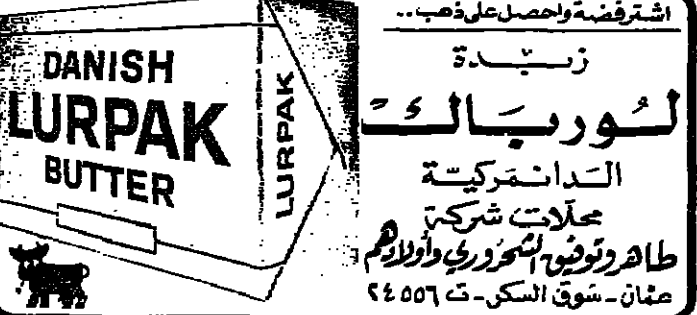 DANISH
LURPAK
BUTTER
LURPAK
اشتر فضة واحصل على ذهب..
زبدة
لورباك
الدانمركية
محلات شركة
طاهر وتوفيق الشحروري وأولادهم
عمان - سوق السكر - ت ٢٤٥٥٦